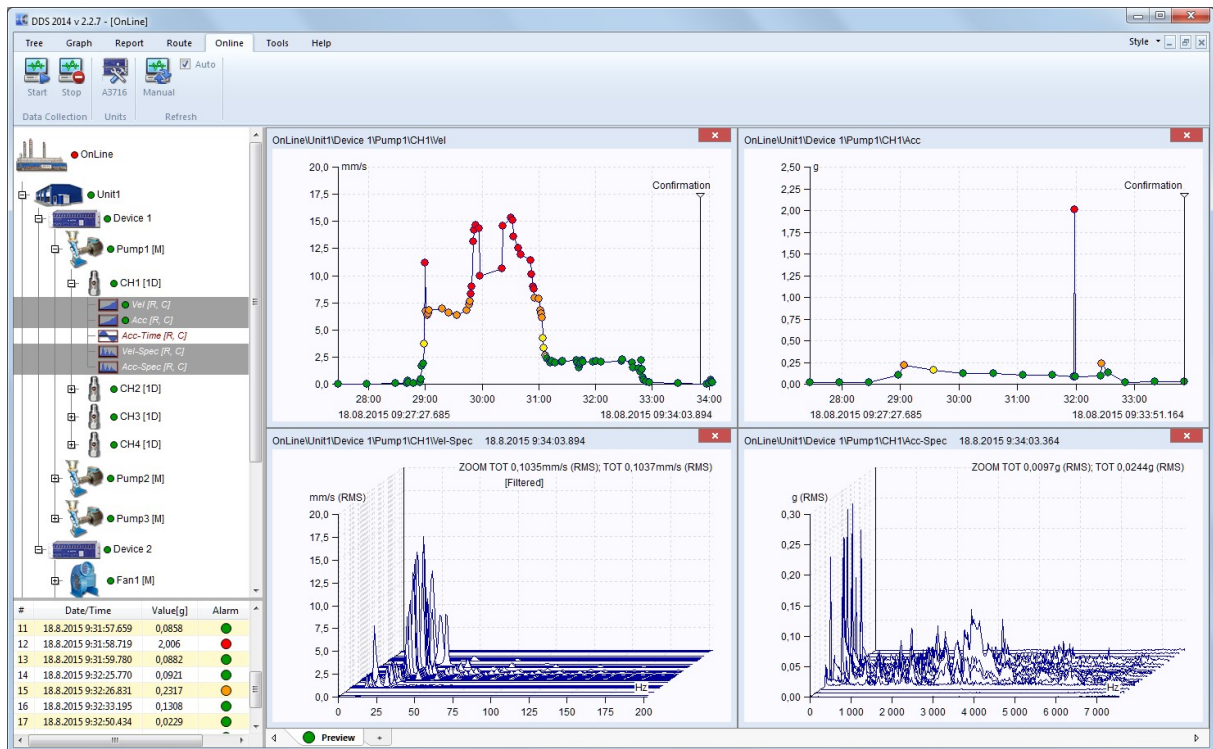 DDS 2014 v 2.2.7 - [OnLine]
Tree Graph Report Route Online Tools Help Style
Start Stop A3716 Manual Auto
Data Collection Units Refresh
OnLine
Unit1
Device 1
Pump1 [M]
CH1 [1D]
Vel [R, C]
Acc [R, C]
Acc-Time [R, C]
Vel-Spec [R, C]
Acc-Spec [R, C]
CH2 [1D]
CH3 [1D]
CH4 [1D]
Pump2 [M]
Pump3 [M]
Device 2
Fan1 [M]
# Date/Time Value[g] Alarm
11 18.8.2015 9:31:57.659 0,0858
12 18.8.2015 9:31:58.719 2,006
13 18.8.2015 9:31:59.780 0,0882
14 18.8.2015 9:32:25.770 0,0921
15 18.8.2015 9:32:26.831 0,2317
16 18.8.2015 9:32:33.195 0,1308
17 18.8.2015 9:32:50.434 0,0229
OnLine\Unit1\Device 1\Pump1\CH1\Vel
20,0 mm/s
Confirmation
17,5
15,0
12,5
10,0
7,5
5,0
2,5
0,0
28:00 29:00 30:00 31:00 32:00 33:00 34:00
18.08.2015 09:27:27.685 18.08.2015 09:34:03.894
OnLine\Unit1\Device 1\Pump1\CH1\Acc
2,50 g
Confirmation
2,25
2,00
1,75
1,50
1,25
1,00
0,75
0,50
0,25
0,00
28:00 29:00 30:00 31:00 32:00 33:00
18.08.2015 09:27:27.685 18.08.2015 09:33:51.164
OnLine\Unit1\Device 1\Pump1\CH1\Vel-Spec 18.8.2015 9:34:03.894
ZOOM TOT 0,1035mm/s (RMS); TOT 0,1037mm/s (RMS)
[Filtered]
mm/s (RMS)
20,0
17,5
15,0
12,5
10,0
7,5
5,0
2,5
0,0
Hz
0 25 50 75 100 125 150 175 200
OnLine\Unit1\Device 1\Pump1\CH1\Acc-Spec 18.8.2015 9:34:03.364
ZOOM TOT 0,0097g (RMS); TOT 0,0244g (RMS)
g (RMS)
0,30
0,25
0,20
0,15
0,10
0,05
0,00
Hz
0 1 000 2 000 3 000 4 000 5 000 6 000 7 000
Preview +